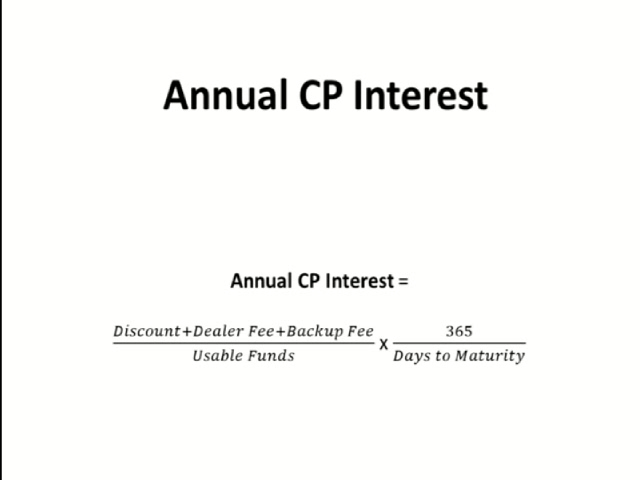 Annual CP Interest
Annual CP Interest =
Discount+Dealer Fee+Backup Fee
Usable Funds
x
365
Days to Maturity